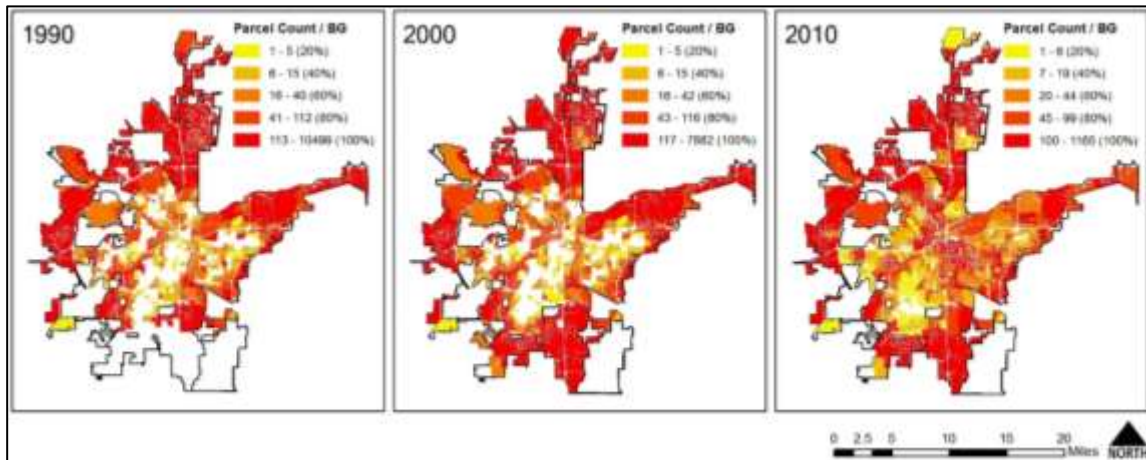 1990
Parcel Count / BG
1 - 5 (20%)
6 - 15 (40%)
16 - 40 (60%)
41 - 112 (80%)
113 - 10496 (100%)
2000
Parcel Count / BG
1 - 5 (20%)
6 - 15 (40%)
16 - 42 (60%)
43 - 116 (80%)
117 - 7882 (100%)
2010
Parcel Count / BG
1 - 6 (20%)
7 - 19 (40%)
20 - 44 (60%)
45 - 99 (80%)
100 - 1166 (100%)
0 2.5 5 10 15 20
Miles
NORTH